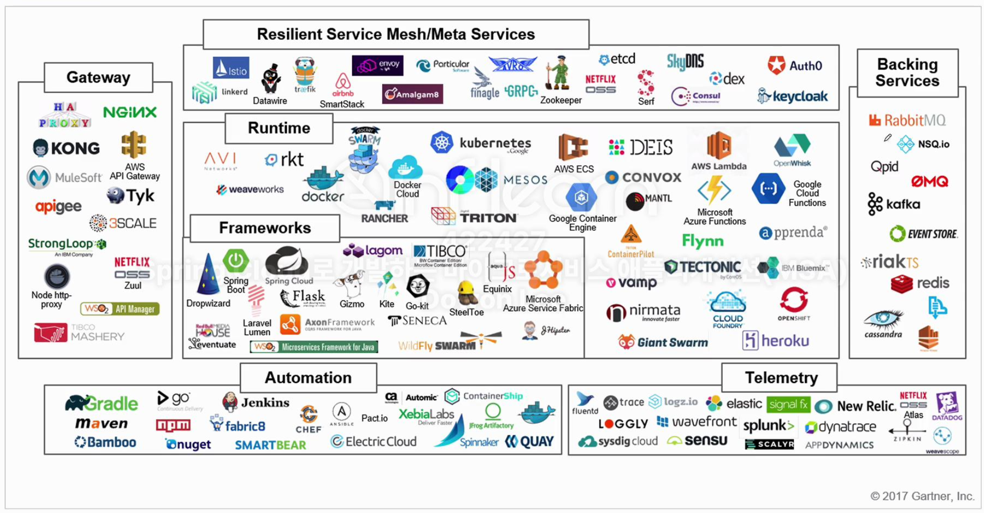 Resilient Service Mesh/Meta Services
Istio
linkerd
Datawire
træfik
airbnb
SmartStack
envoy
Amalgam8
Particular
Software
finagle
GRPC
Zookeeper
etcd
NETFLIX
OSS
Serf
SkyDNS
dex
Consul
Auth0
keycloak
Gateway
HA
PROXY
NGINX
KONG
AWS
API Gateway
MuleSoft
Tyk
apigee
3SCALE
StrongLoop
An IBM Company
Node http-
proxy
NETFLIX
OSS
Zuul
WSO2 API Manager
TIBCO
MASHERY
Runtime
AVI
Networks
rkt
weaveworks
docker
SWARM
Docker
Cloud
RANCHER
kubernetes
by Google
MESOS
TRITON
AWS ECS
DEIS
CONVOX
Google Container
Engine
MANTL
AWS Lambda
OpenWhisk
Microsoft
Azure Functions
Google Cloud
Functions
ContainerPilot
Flynn
apprenda
TECTONIC
by CoreOS
IBM Bluemix
vamp
nirmata
innovate faster
CLOUD
FOUNDRY
OPENSHIFT
Giant Swarm
heroku
Frameworks
Dropwizard
Spring
Boot
Spring Cloud
lagom
TIBCO
BW Container Edition
Microflow Container Edition
Flask
Gizmo
Kite
Go-kit
Equinix
JS
SteelToe
Microsoft
Azure Service Fabric
RED HOUSE
Laravel
Lumen
AxonFramework
SENECA
JHipster
eventuate
WSO2 Microservices Framework for Java
WildFly SWARM
Backing
Services
RabbitMQ
NSQ.io
Qpid
ØMQ
kafka
EVENT STORE
riak TS
redis
cassandra
Automation
Gradle
go
Continuous Delivery
Jenkins
ca
Automic
ContainerShip
maven
npm
fabric8
CHEF
ANSIBLE
Pact.io
XebiaLabs
Deliver Faster
JFrog Artifactory
Bamboo
nuget
SMARTBEAR
Electric Cloud
Spinnaker
QUAY
Telemetry
fluentd
trace
logz.io
elastic
signal fx
New Relic
NETFLIX
OSS
Atlas
DATADOG
LOGGLY
wavefront
splunk>
dynatrace
ZIPKIN
sysdig cloud
sensu
SCALYR
APPDYNAMICS
weavescope
© 2017 Gartner, Inc.